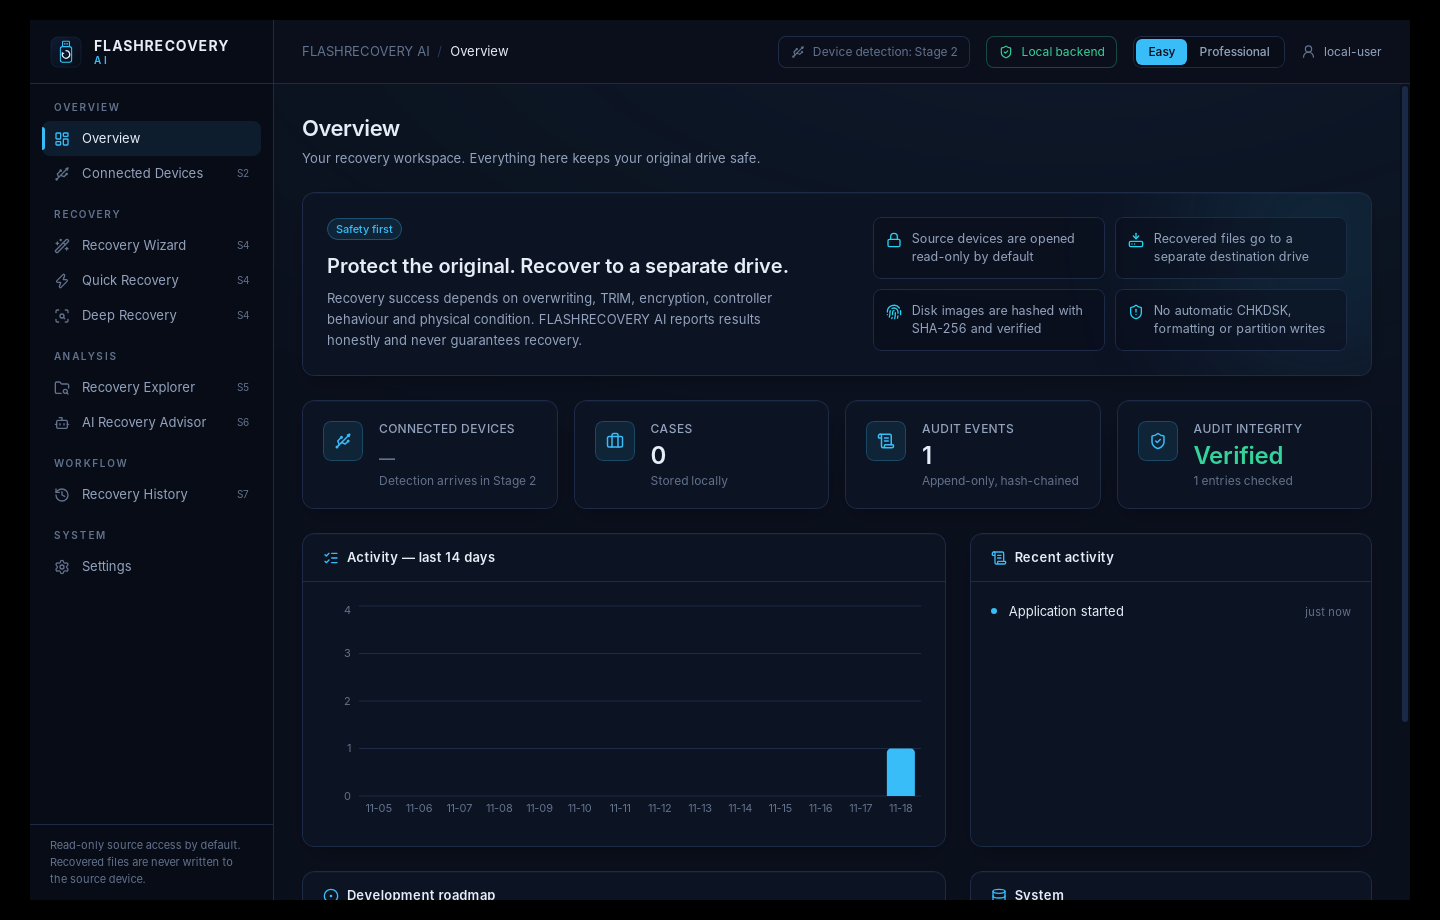 FLASHRECOVERY
AI
OVERVIEW
Overview
Connected Devices S2
RECOVERY
Recovery Wizard S4
Quick Recovery S4
Deep Recovery S4
ANALYSIS
Recovery Explorer S5
AI Recovery Advisor S6
WORKFLOW
Recovery History S7
SYSTEM
Settings
Read-only source access by default.
Recovered files are never written to
the source device.
FLASHRECOVERY AI / Overview
Device detection: Stage 2
Local backend
Easy Professional
local-user
Overview
Your recovery workspace. Everything here keeps your original drive safe.
Safety first
Protect the original. Recover to a separate drive.
Recovery success depends on overwriting, TRIM, encryption, controller
behaviour and physical condition. FLASHRECOVERY AI reports results
honestly and never guarantees recovery.
Source devices are opened
read-only by default
Recovered files go to a
separate destination drive
Disk images are hashed with
SHA-256 and verified
No automatic CHKDSK,
formatting or partition writes
CONNECTED DEVICES
—
Detection arrives in Stage 2
CASES
0
Stored locally
AUDIT EVENTS
1
Append-only, hash-chained
AUDIT INTEGRITY
Verified
1 entries checked
Activity — last 14 days
4
3
2
1
0
11-05 11-06 11-07 11-08 11-09 11-10 11-11 11-12 11-13 11-14 11-15 11-16 11-17 11-18
Recent activity
Application started just now
Development roadmap
System